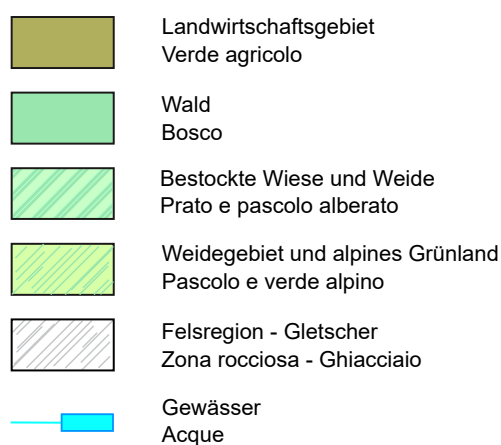 Landwirtschaftsgebiet
Verde agricolo
Wald
Bosco
Bestockte Wiese und Weide
Prato e pascolo alberato
Weidegebiet und alpines Grünland
Pascolo e verde alpino
Felsregion - Gletscher
Zona rocciosa - Ghiacciaio
Gewässer
Acque